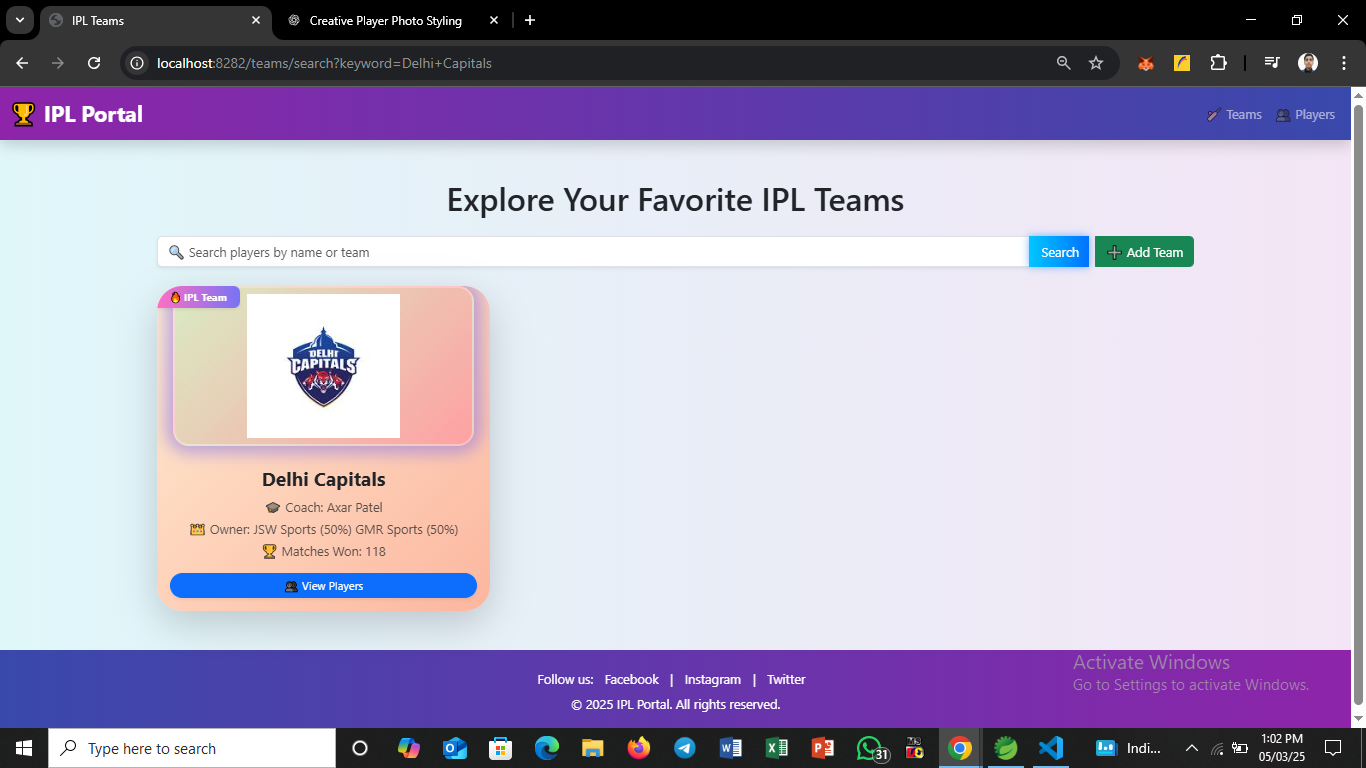 IPL Teams
Creative Player Photo Styling
localhost:8282/teams/search?keyword=Delhi+Capitals
IPL Portal
Teams
Players
Explore Your Favorite IPL Teams
Search players by name or team
Search
Add Team
IPL Team
DELHI
CAPITALS
Delhi Capitals
Coach: Axar Patel
Owner: JSW Sports (50%) GMR Sports (50%)
Matches Won: 118
View Players
Activate Windows
Go to Settings to activate Windows.
Follow us: Facebook | Instagram | Twitter
© 2025 IPL Portal. All rights reserved.
Type here to search
31
Indi...
1:02 PM
05/03/25